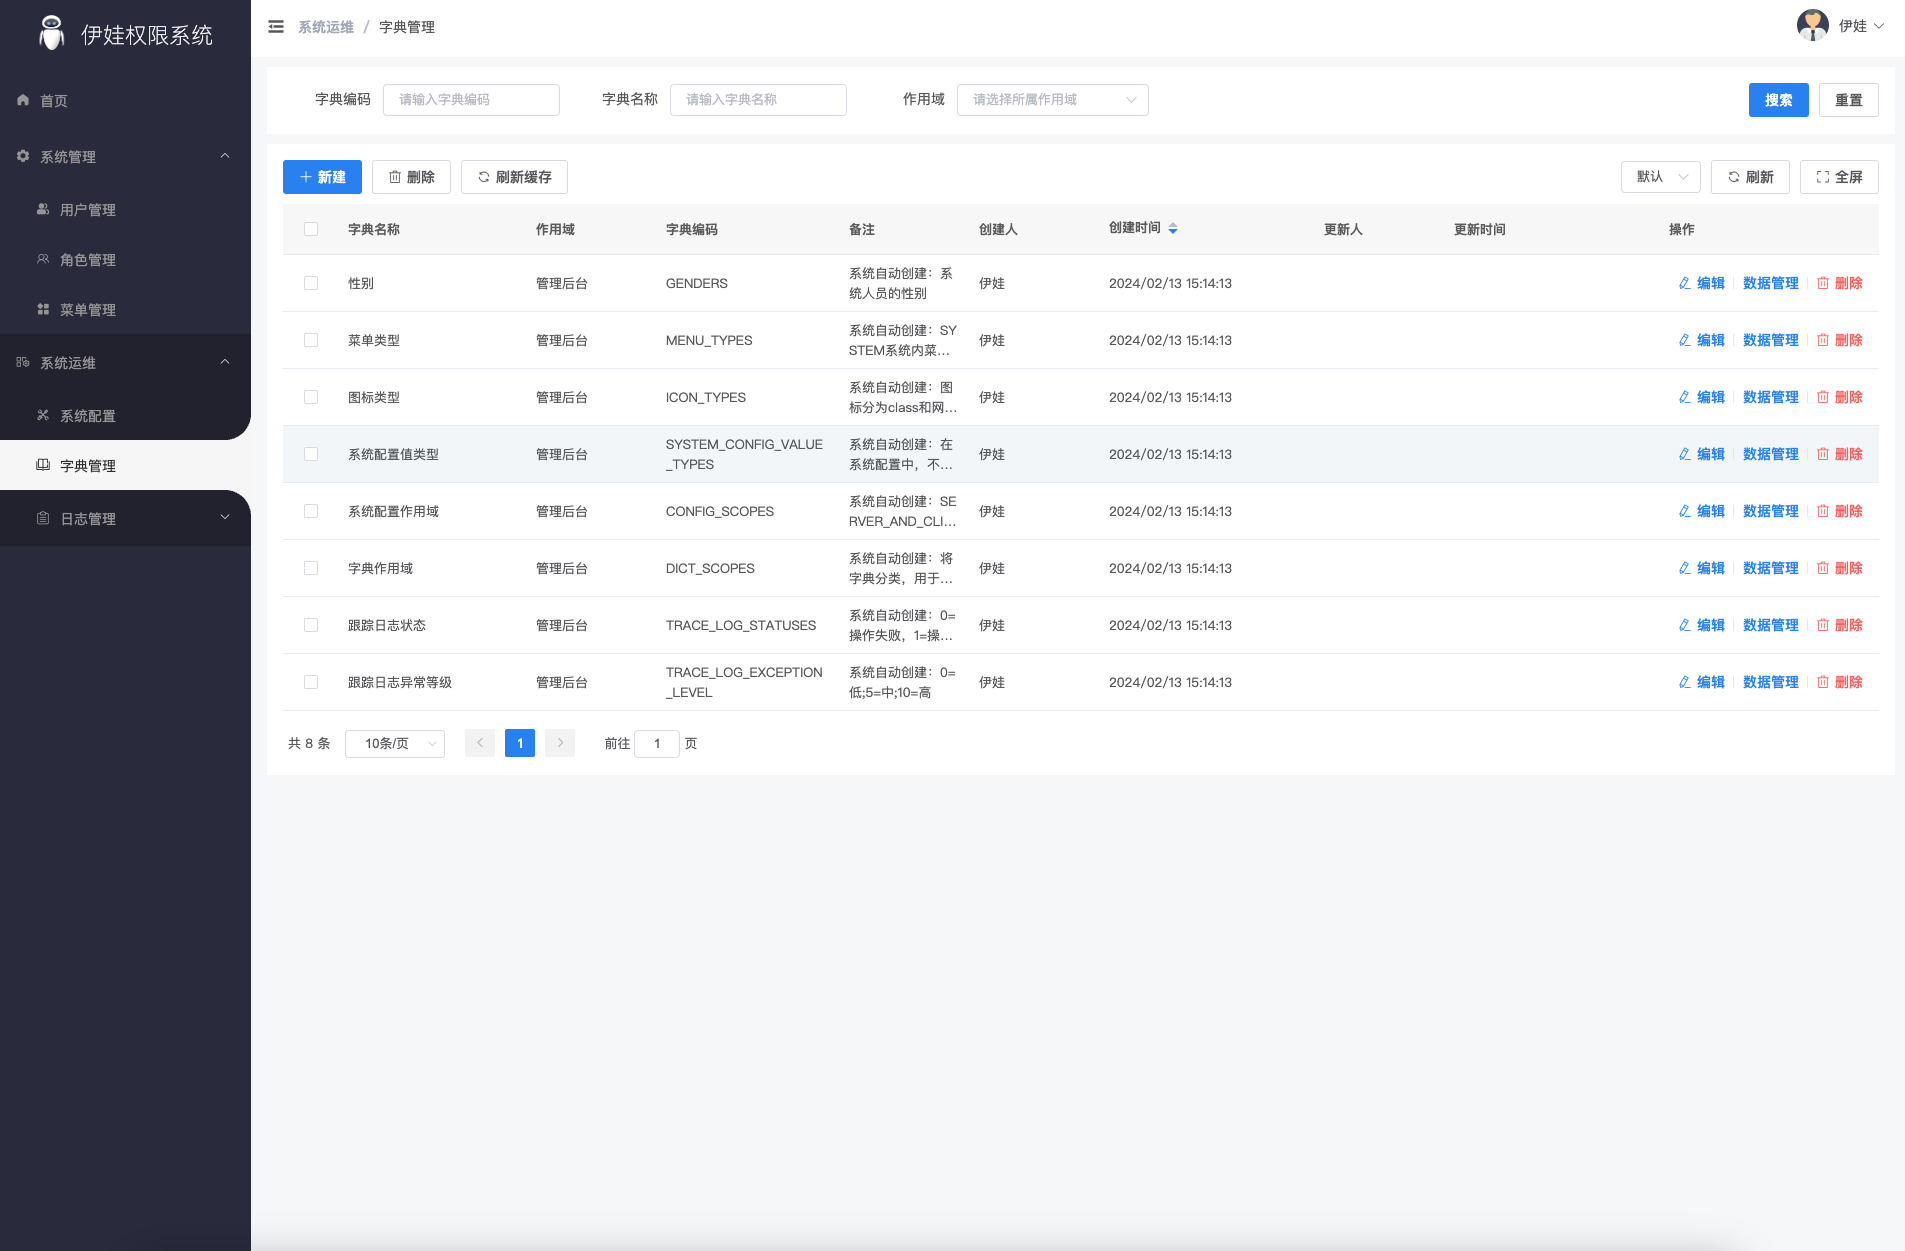 伊娃权限系统
首页
系统管理
用户管理
角色管理
菜单管理
系统运维
系统配置
字典管理
日志管理
系统运维 / 字典管理
伊娃
字典编码 请输入字典编码 字典名称 请输入字典名称 作用域 请选择所属作用域 搜索 重置
新建 删除 刷新缓存 默认 刷新 全屏
字典名称 作用域 字典编码 备注 创建人 创建时间 更新人 更新时间 操作
性别 管理后台 GENDERS 系统自动创建：系
统人员的性别 伊娃 2024/02/13 15:14:13 编辑 数据管理 删除
菜单类型 管理后台 MENU_TYPES 系统自动创建：SY
STEM系统内菜... 伊娃 2024/02/13 15:14:13 编辑 数据管理 删除
图标类型 管理后台 ICON_TYPES 系统自动创建：图
标分为class和网... 伊娃 2024/02/13 15:14:13 编辑 数据管理 删除
系统配置值类型 管理后台 SYSTEM_CONFIG_VALUE
_TYPES 系统自动创建：在
系统配置中，不... 伊娃 2024/02/13 15:14:13 编辑 数据管理 删除
系统配置作用域 管理后台 CONFIG_SCOPES 系统自动创建：SE
RVER_AND_CLI... 伊娃 2024/02/13 15:14:13 编辑 数据管理 删除
字典作用域 管理后台 DICT_SCOPES 系统自动创建：将
字典分类，用于... 伊娃 2024/02/13 15:14:13 编辑 数据管理 删除
跟踪日志状态 管理后台 TRACE_LOG_STATUSES 系统自动创建：0=
操作失败，1=操... 伊娃 2024/02/13 15:14:13 编辑 数据管理 删除
跟踪日志异常等级 管理后台 TRACE_LOG_EXCEPTION
_LEVEL 系统自动创建：0=
低;5=中;10=高 伊娃 2024/02/13 15:14:13 编辑 数据管理 删除
共 8 条 10条/页 1 前往 1 页